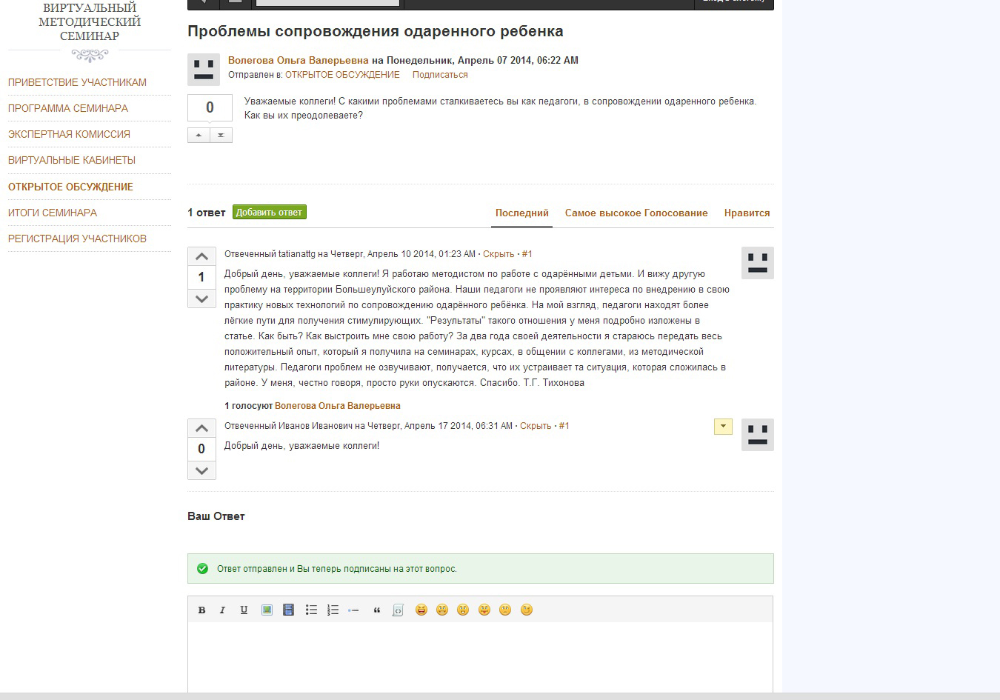 ВИРТУАЛЬНЫЙ
МЕТОДИЧЕСКИЙ
СЕМИНАР
ПРИВЕТСТВИЕ УЧАСТНИКАМ
ПРОГРАММА СЕМИНАРА
ЭКСПЕРТНАЯ КОМИССИЯ
ВИРТУАЛЬНЫЕ КАБИНЕТЫ
ОТКРЫТОЕ ОБСУЖДЕНИЕ
ИТОГИ СЕМИНАРА
РЕГИСТРАЦИЯ УЧАСТНИКОВ
Проблемы сопровождения одаренного ребенка
Волегова Ольга Валерьевна на Понедельник, Апрель 07 2014, 06:22 AM
Отправлен в: ОТКРЫТОЕ ОБСУЖДЕНИЕ Подписаться
0
Уважаемые коллеги! С какими проблемами сталкиваетесь вы как педагоги, в сопровождении одаренного ребенка.
Как вы их преодолеваете?
1 ответ Добавить ответ Последний Самое высокое Голосование Нравится
Отвеченный tatianattg на Четверг, Апрель 10 2014, 01:23 AM · Скрыть · #1
1
Добрый день, уважаемые коллеги! Я работаю методистом по работе с одарёнными детьми. И вижу другую
проблему на территории Большеулуйского района. Наши педагоги не проявляют интереса по внедрению в свою
практику новых технологий по сопровождению одарённого ребёнка. На мой взгляд, педагоги находят более
лёгкие пути для получения стимулирующих. "Результаты" такого отношения у меня подробно изложены в
статье. Как быть? Как выстроить мне свою работу? За два года своей деятельности я стараюсь передать весь
положительный опыт, который я получила на семинарах, курсах, в общении с коллегами, из методической
литературы. Педагоги проблем не озвучивают, получается, что их устраивает та ситуация, которая сложилась в
районе. У меня, честно говоря, просто руки опускаются. Спасибо. Т.Г. Тихонова
1 голосуют Волегова Ольга Валерьевна
Отвеченный Иванов Иванович на Четверг, Апрель 17 2014, 06:31 AM · Скрыть · #1
0
Добрый день, уважаемые коллеги!
Ваш Ответ
Ответ отправлен и Вы теперь подписаны на этот вопрос.
B I U